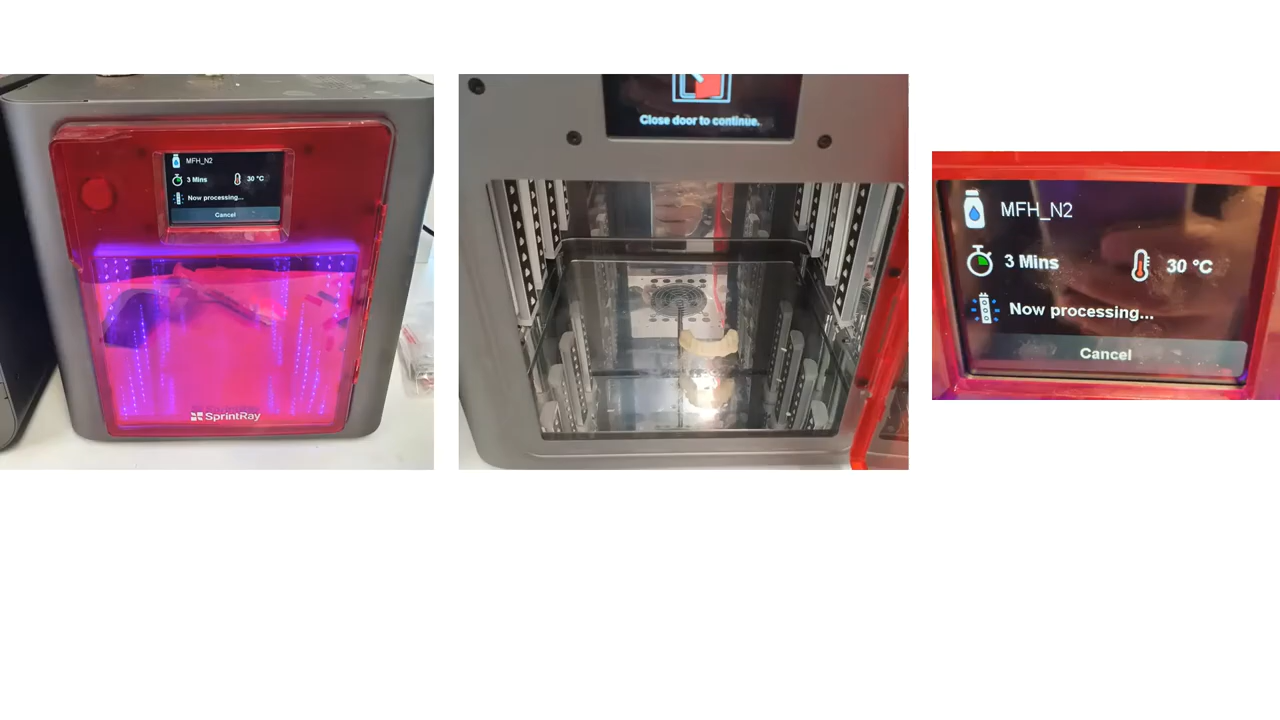 MFH_N2
3 Mins
30 °C
Now processing...
Cancel
SprintRay
Close door to continue.
MFH_N2
3 Mins
30 °C
Now processing...
Cancel